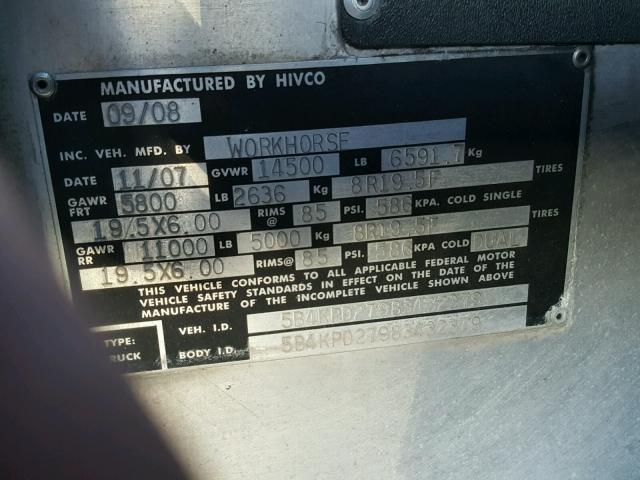 MANUFACTURED BY HIVCO
DATE 09/08
INC. VEH. MFD. BY WORKHORSE
DATE 11/07 GVWR 14500 LB 6591.7 Kg
GAWR FRT 5800 LB 2636 Kg 8R19.5F TIRES
19.5X6.00 RIMS @ 85 PSI. 586 KPA. COLD SINGLE
GAWR RR 11000 LB 5000 Kg 8R19.5F TIRES
19.5X6.00 RIMS@ 85 PSI. 586 KPA COLD DUAL
THIS VEHICLE CONFORMS TO ALL APPLICABLE FEDERAL MOTOR
VEHICLE SAFETY STANDARDS IN EFFECT ON THE DATE OF THE
MANUFACTURE OF THE INCOMPLETE VEHICLE SHOWN ABOVE
TYPE: VEH. I.D. 5B4KPD27983432379
RUCK BODY I.D. 5B4KPD27983432379